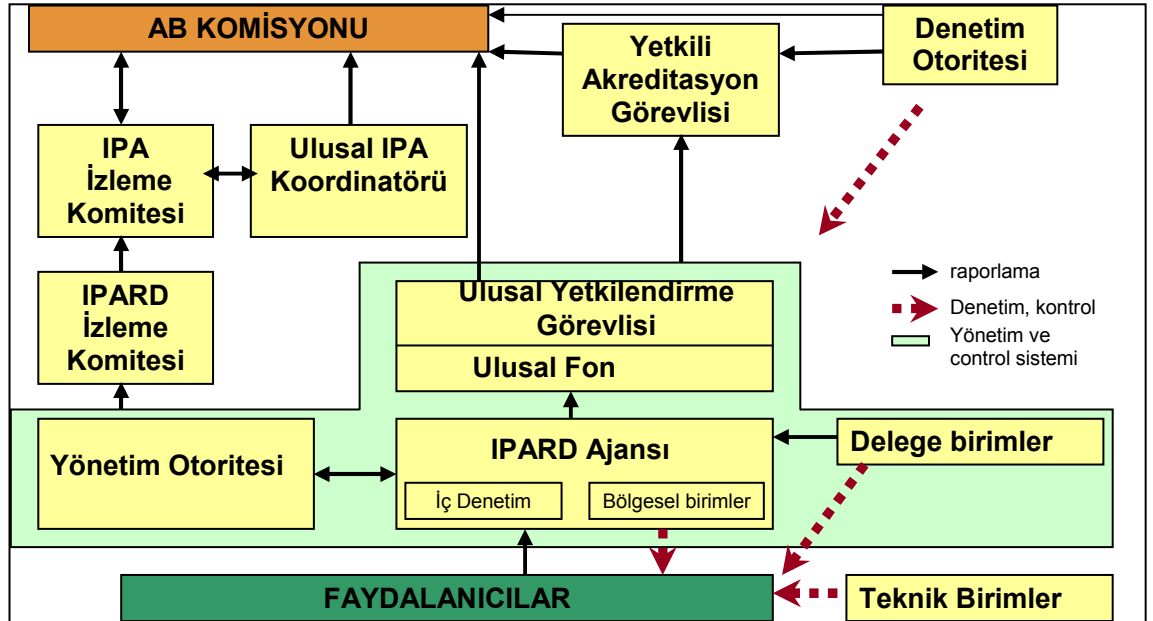 AB KOMİSYONU
Yetkili
Akreditasyon
Görevlisi
Denetim
Otoritesi
IPA
İzleme
Komitesi
Ulusal IPA
Koordinatörü
IPARD
İzleme
Komitesi
Ulusal Yetkilendirme
Görevlisi
Ulusal Fon
raporlama
Denetim, kontrol
Yönetim ve
control sistemi
Yönetim Otoritesi
IPARD Ajansı
İç Denetim
Bölgesel birimler
Delege birimler
FAYDALANICILAR
Teknik Birimler